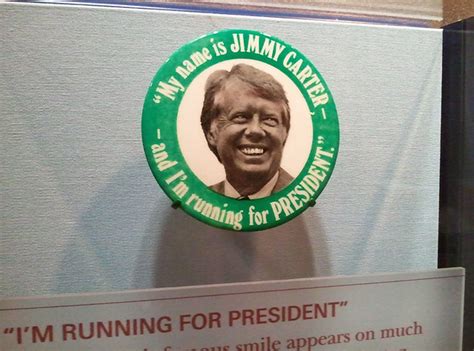 "My name is JIMMY CARTER –
– and I'm running for PRESIDENT."
"I'M RUNNING FOR PRESIDENT"
smile appears on much